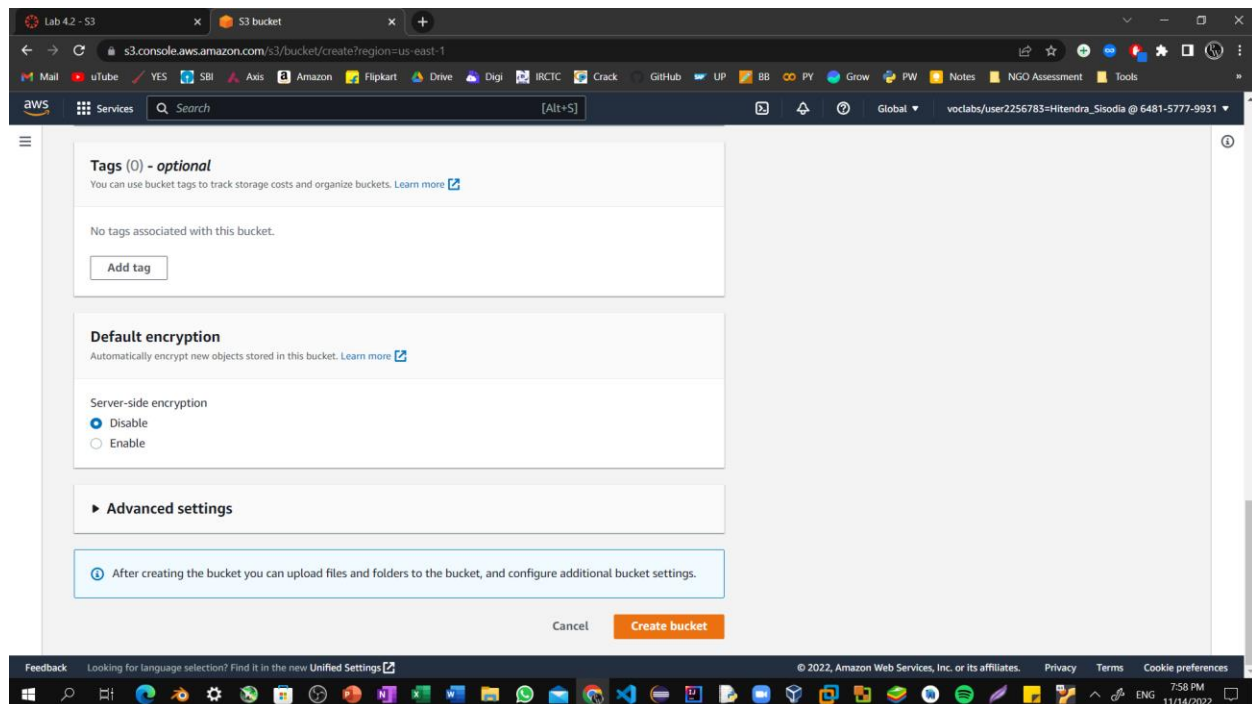 Lab 4.2 - S3
S3 bucket
s3.console.aws.amazon.com/s3/bucket/create?region=us-east-1
Mail uTube YES SBI Axis Amazon Flipkart Drive Digi IRCTC Crack GitHub UP BB PY Grow PW Notes NGO Assessment Tools »
aws Services Search [Alt+S] Global voclabs/user2256783=Hitendra_Sisodia @ 6481-5777-9931
Tags (0) - optional
You can use bucket tags to track storage costs and organize buckets. Learn more
No tags associated with this bucket.
Add tag
Default encryption
Automatically encrypt new objects stored in this bucket. Learn more
Server-side encryption
Disable
Enable
Advanced settings
After creating the bucket you can upload files and folders to the bucket, and configure additional bucket settings.
Cancel Create bucket
Feedback Looking for language selection? Find it in the new Unified Settings © 2022, Amazon Web Services, Inc. or its affiliates. Privacy Terms Cookie preferences
ENG 7:58 PM
11/14/2022